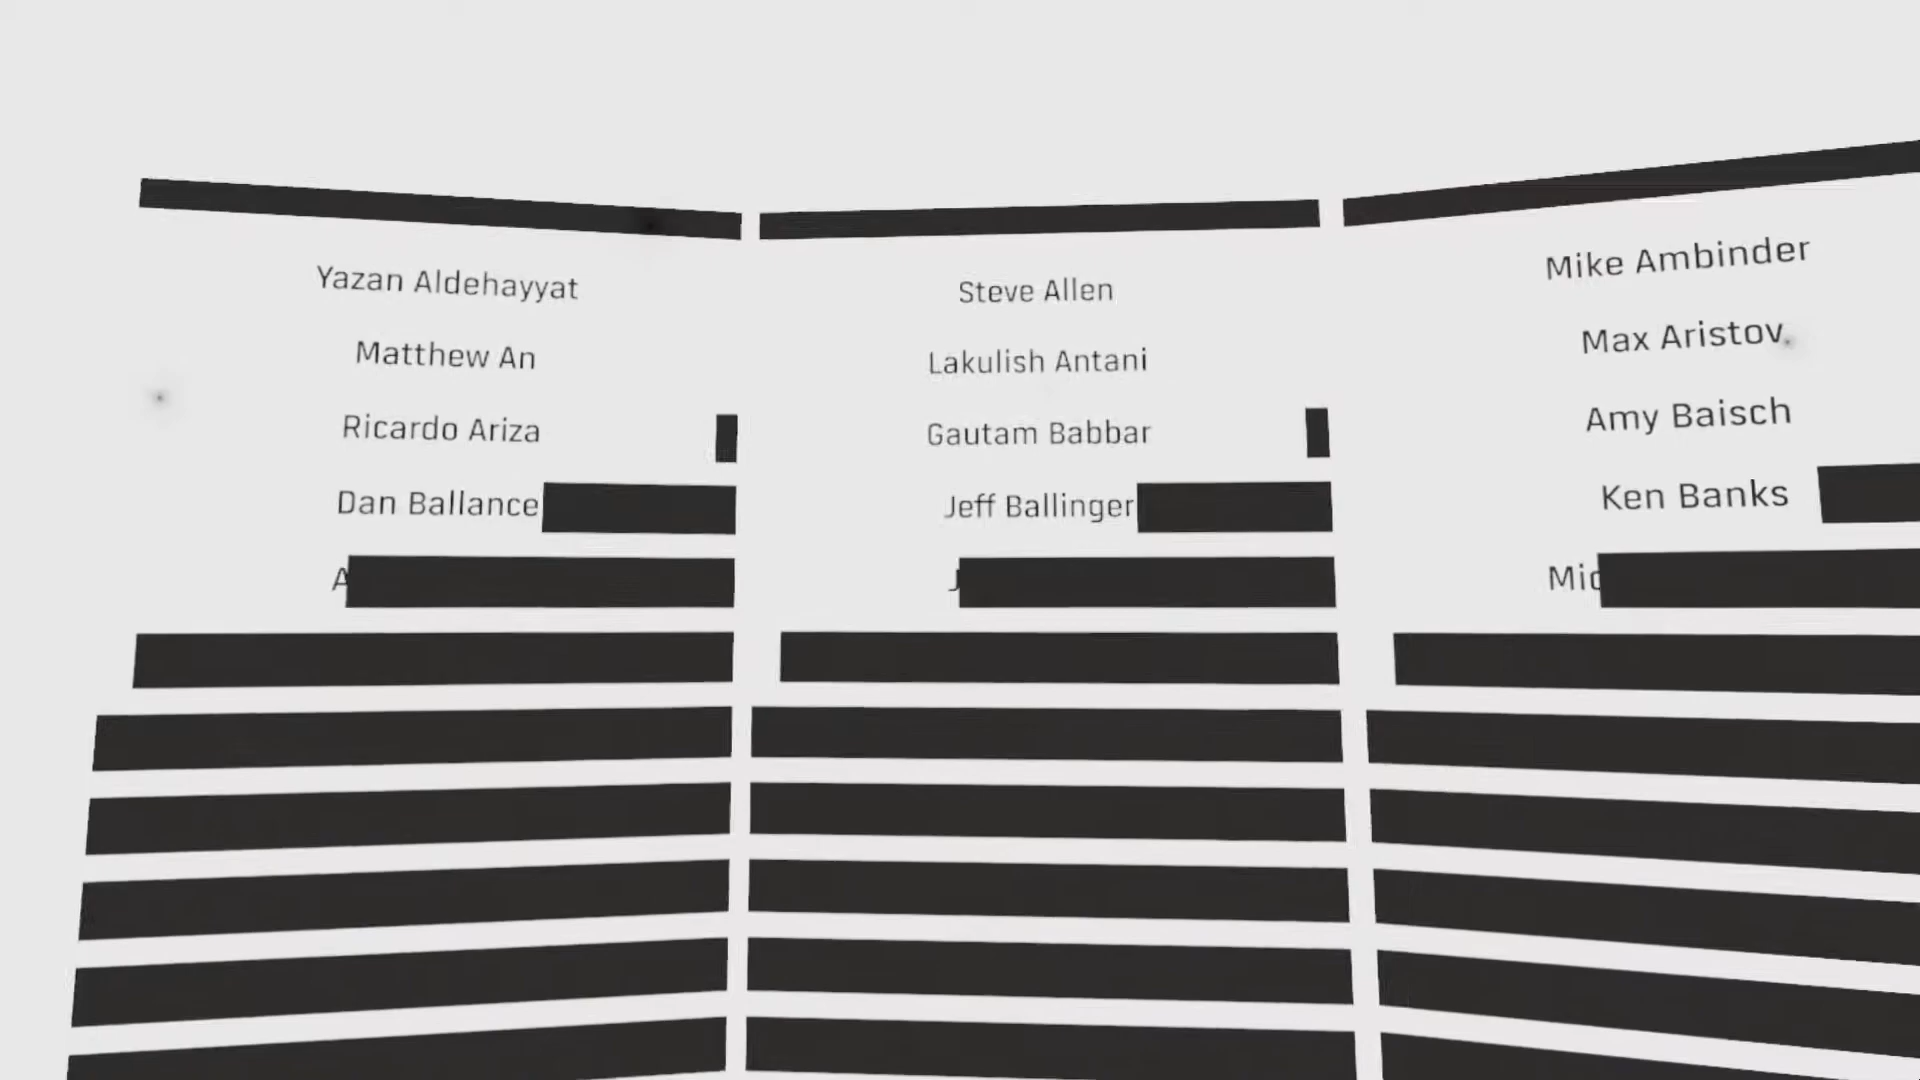 Yazan Aldehayyat
Steve Allen
Mike Ambinder
Matthew An
Lakulish Antani
Max Aristov
Ricardo Ariza
Gautam Babbar
Amy Baisch
Dan Ballance
Jeff Ballinger
Ken Banks